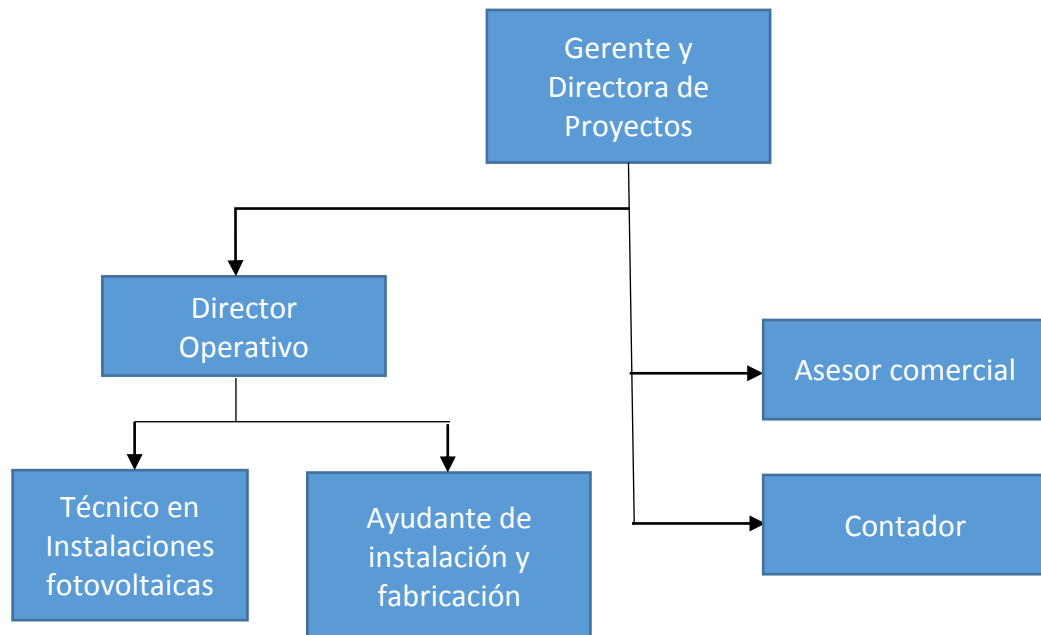 Gerente y
Directora de
Proyectos
Director
Operativo
Asesor comercial
Técnico en
Instalaciones
fotovoltaicas
Ayudante de
instalación y
fabricación
Contador